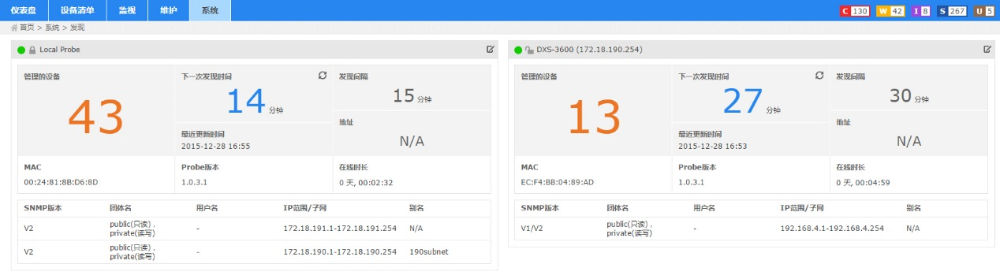 仪表盘 设备清单 监视 维护 系统
C 130 W 42 I 8 S 267 U 5
首页 > 系统 > 发现
Local Probe
管理的设备
43
下一次发现时间
14 分钟
最近更新时间
2015-12-28 16:55
发现间隔
15 分钟
地址
N/A
MAC
00:24:81:8B:D6:8D
Probe版本
1.0.3.1
在线时长
0 天, 00:02:32
SNMP版本 团体名 用户名 IP范围/子网 别名
V2 public(只读) , private(读写) - 172.18.191.1-172.18.191.254 N/A
V2 public(只读) , private(读写) - 172.18.190.1-172.18.190.254 190subnet
DXS-3600 (172.18.190.254)
管理的设备
13
下一次发现时间
27 分钟
最近更新时间
2015-12-28 16:53
发现间隔
30 分钟
地址
N/A
MAC
EC:F4:BB:04:89:AD
Probe版本
1.0.3.1
在线时长
0 天, 00:04:59
SNMP版本 团体名 用户名 IP范围/子网 别名
V1/V2 public(只读) , private(读写) - 192.168.4.1-192.168.4.254 N/A